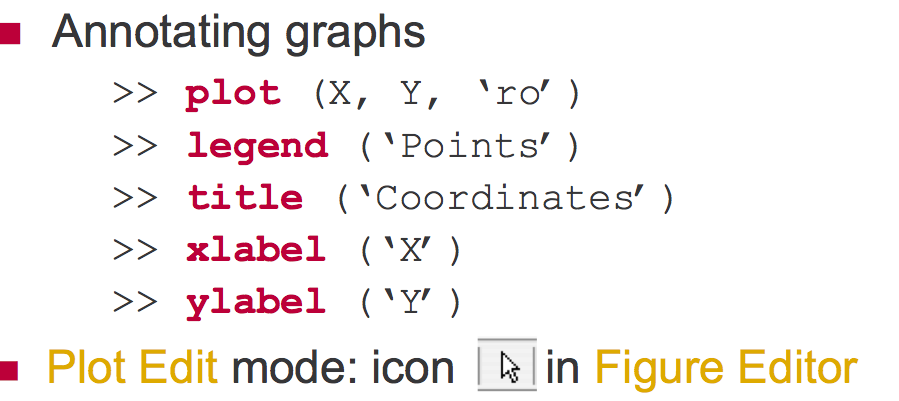 Annotating graphs
>> plot (X, Y, ‘ro’)
>> legend (‘Points’)
>> title (‘Coordinates’)
>> xlabel (‘X’)
>> ylabel (‘Y’)
Plot Edit mode: icon in Figure Editor